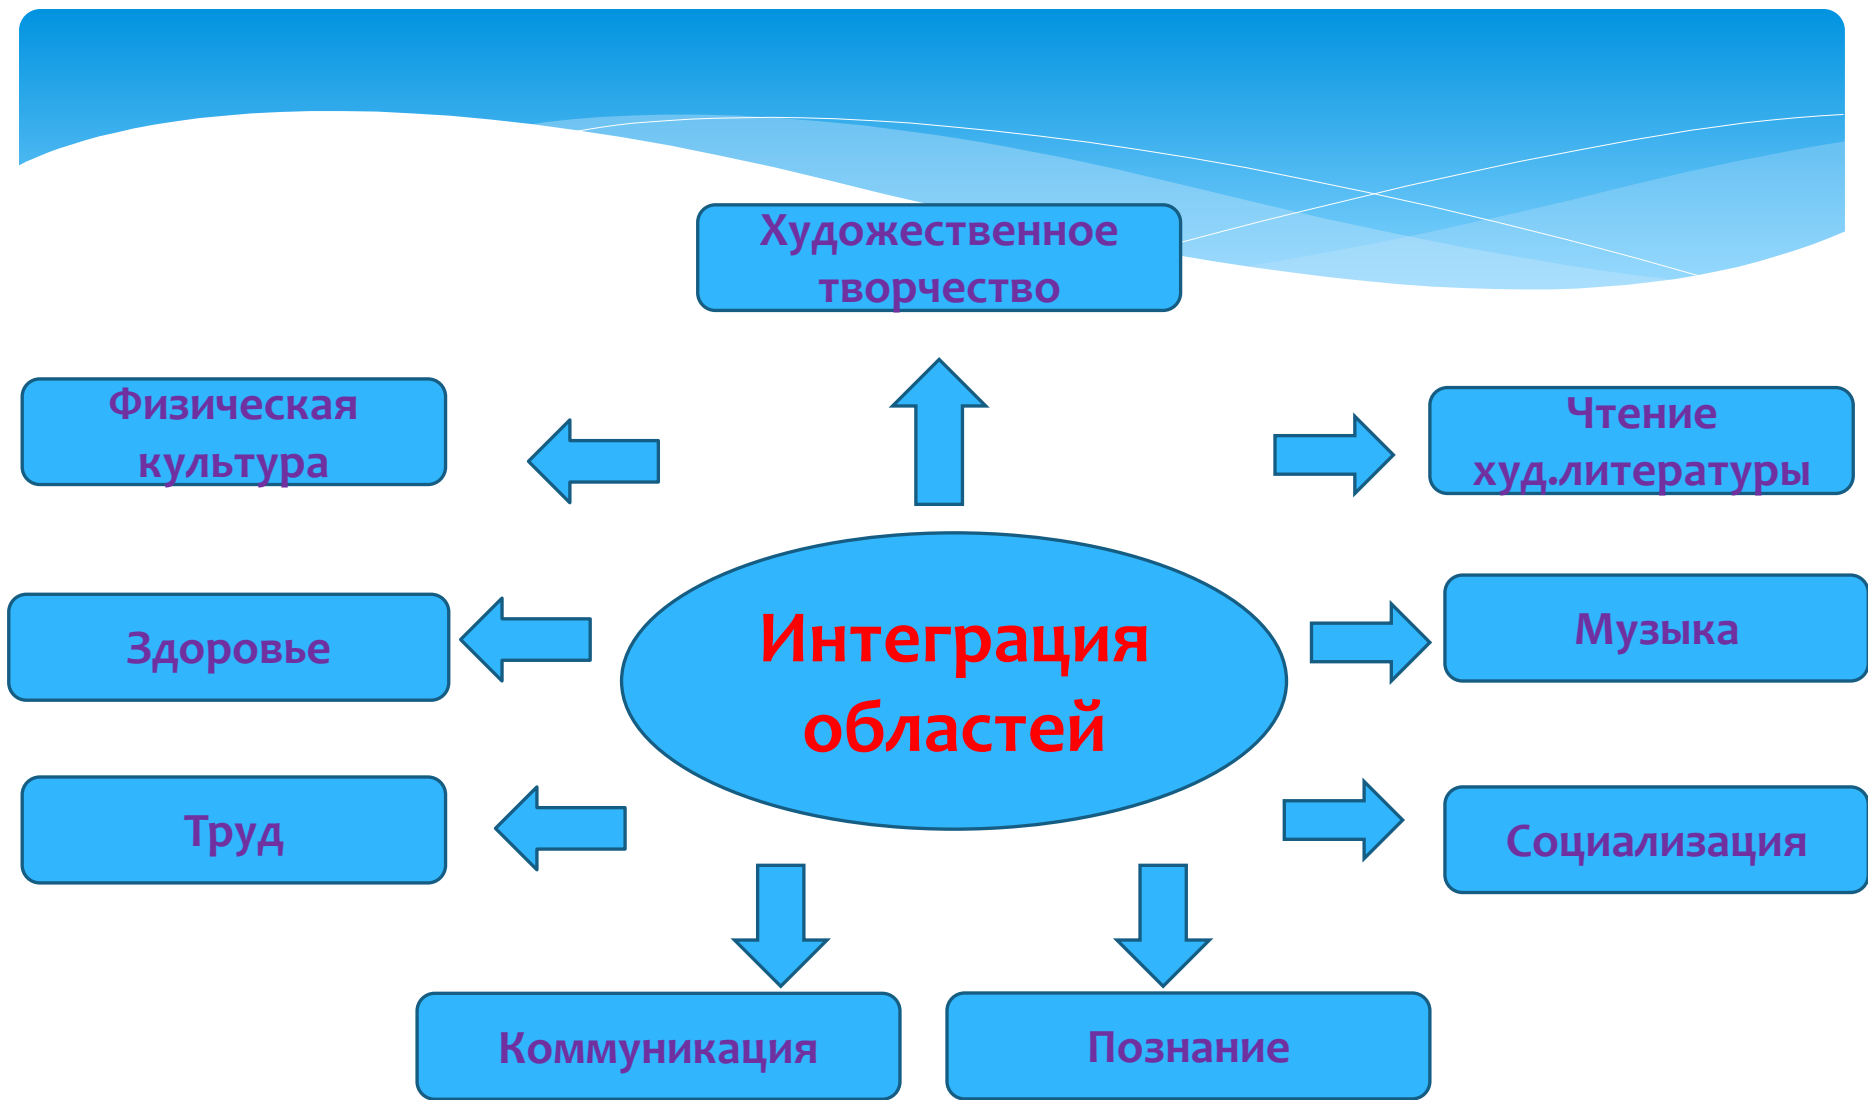 Художественное
творчество
Физическая
культура
Чтение
худ.литературы
Здоровье
Интеграция
областей
Музыка
Труд
Социализация
Коммуникация
Познание